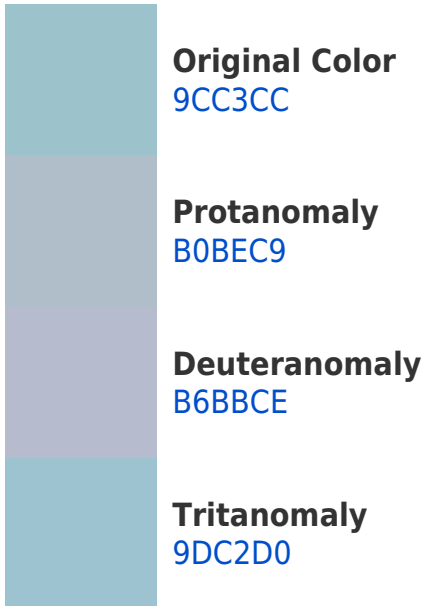 Original Color
9CC3CC
Protanomaly
B0BEC9
Deuteranomaly
B6BBCE
Tritanomaly
9DC2D0